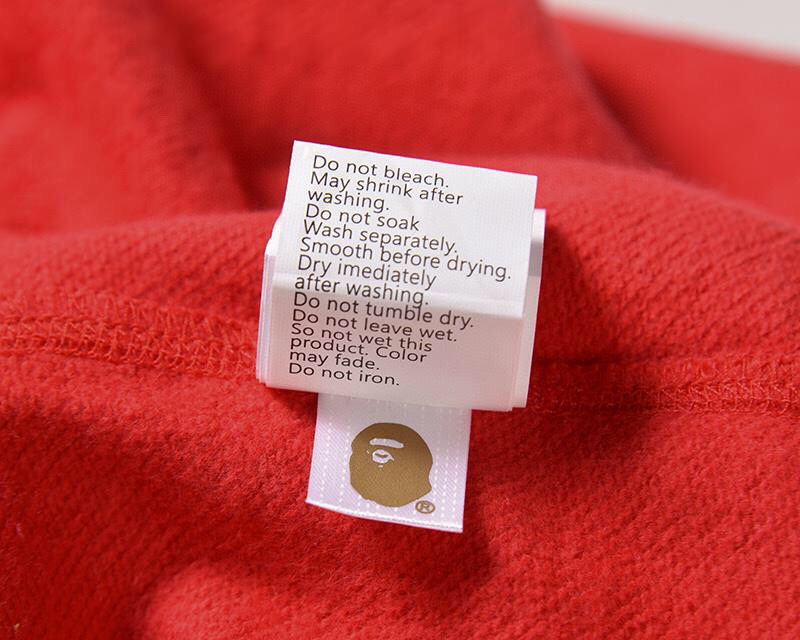 Do not bleach.
May shrink after
washing.
Do not soak
Wash separately.
Smooth before drying.
Dry imediately
after washing.
Do not tumble dry.
Do not leave wet.
So not wet this
product. Color
may fade.
Do not iron.
®